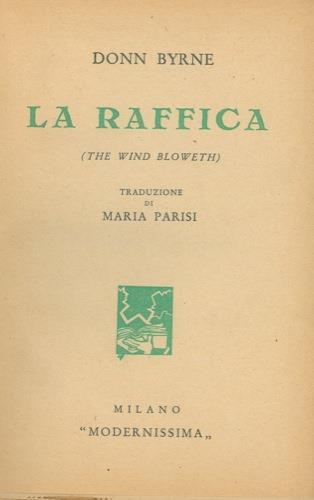 DONN BYRNE
LA RAFFICA
(THE WIND BLOWETH)
TRADUZIONE
DI
MARIA PARISI
MILANO
"MODERNISSIMA„